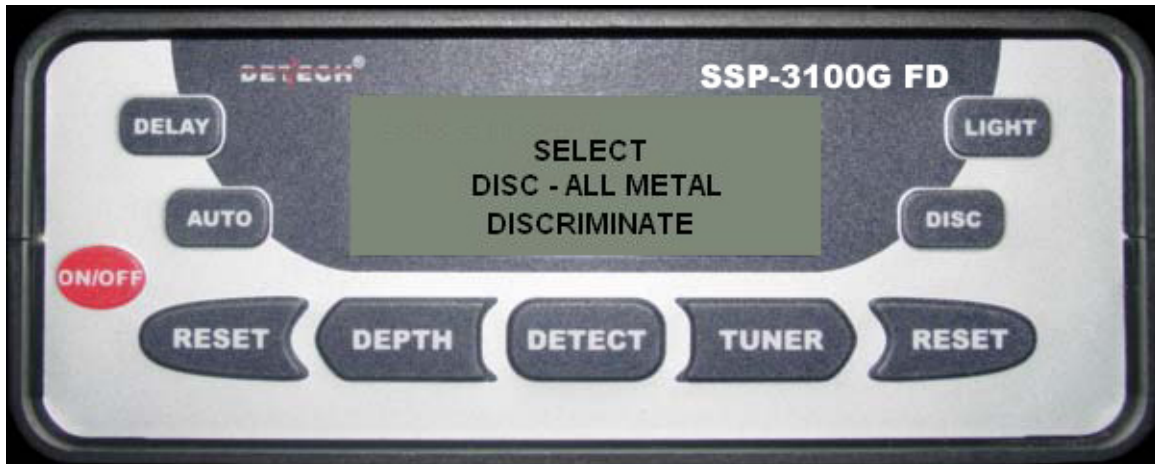 DETECH®
SSP-3100G FD
DELAY
LIGHT
SELECT
DISC - ALL METAL
DISCRIMINATE
AUTO
DISC
ON/OFF
RESET
DEPTH
DETECT
TUNER
RESET